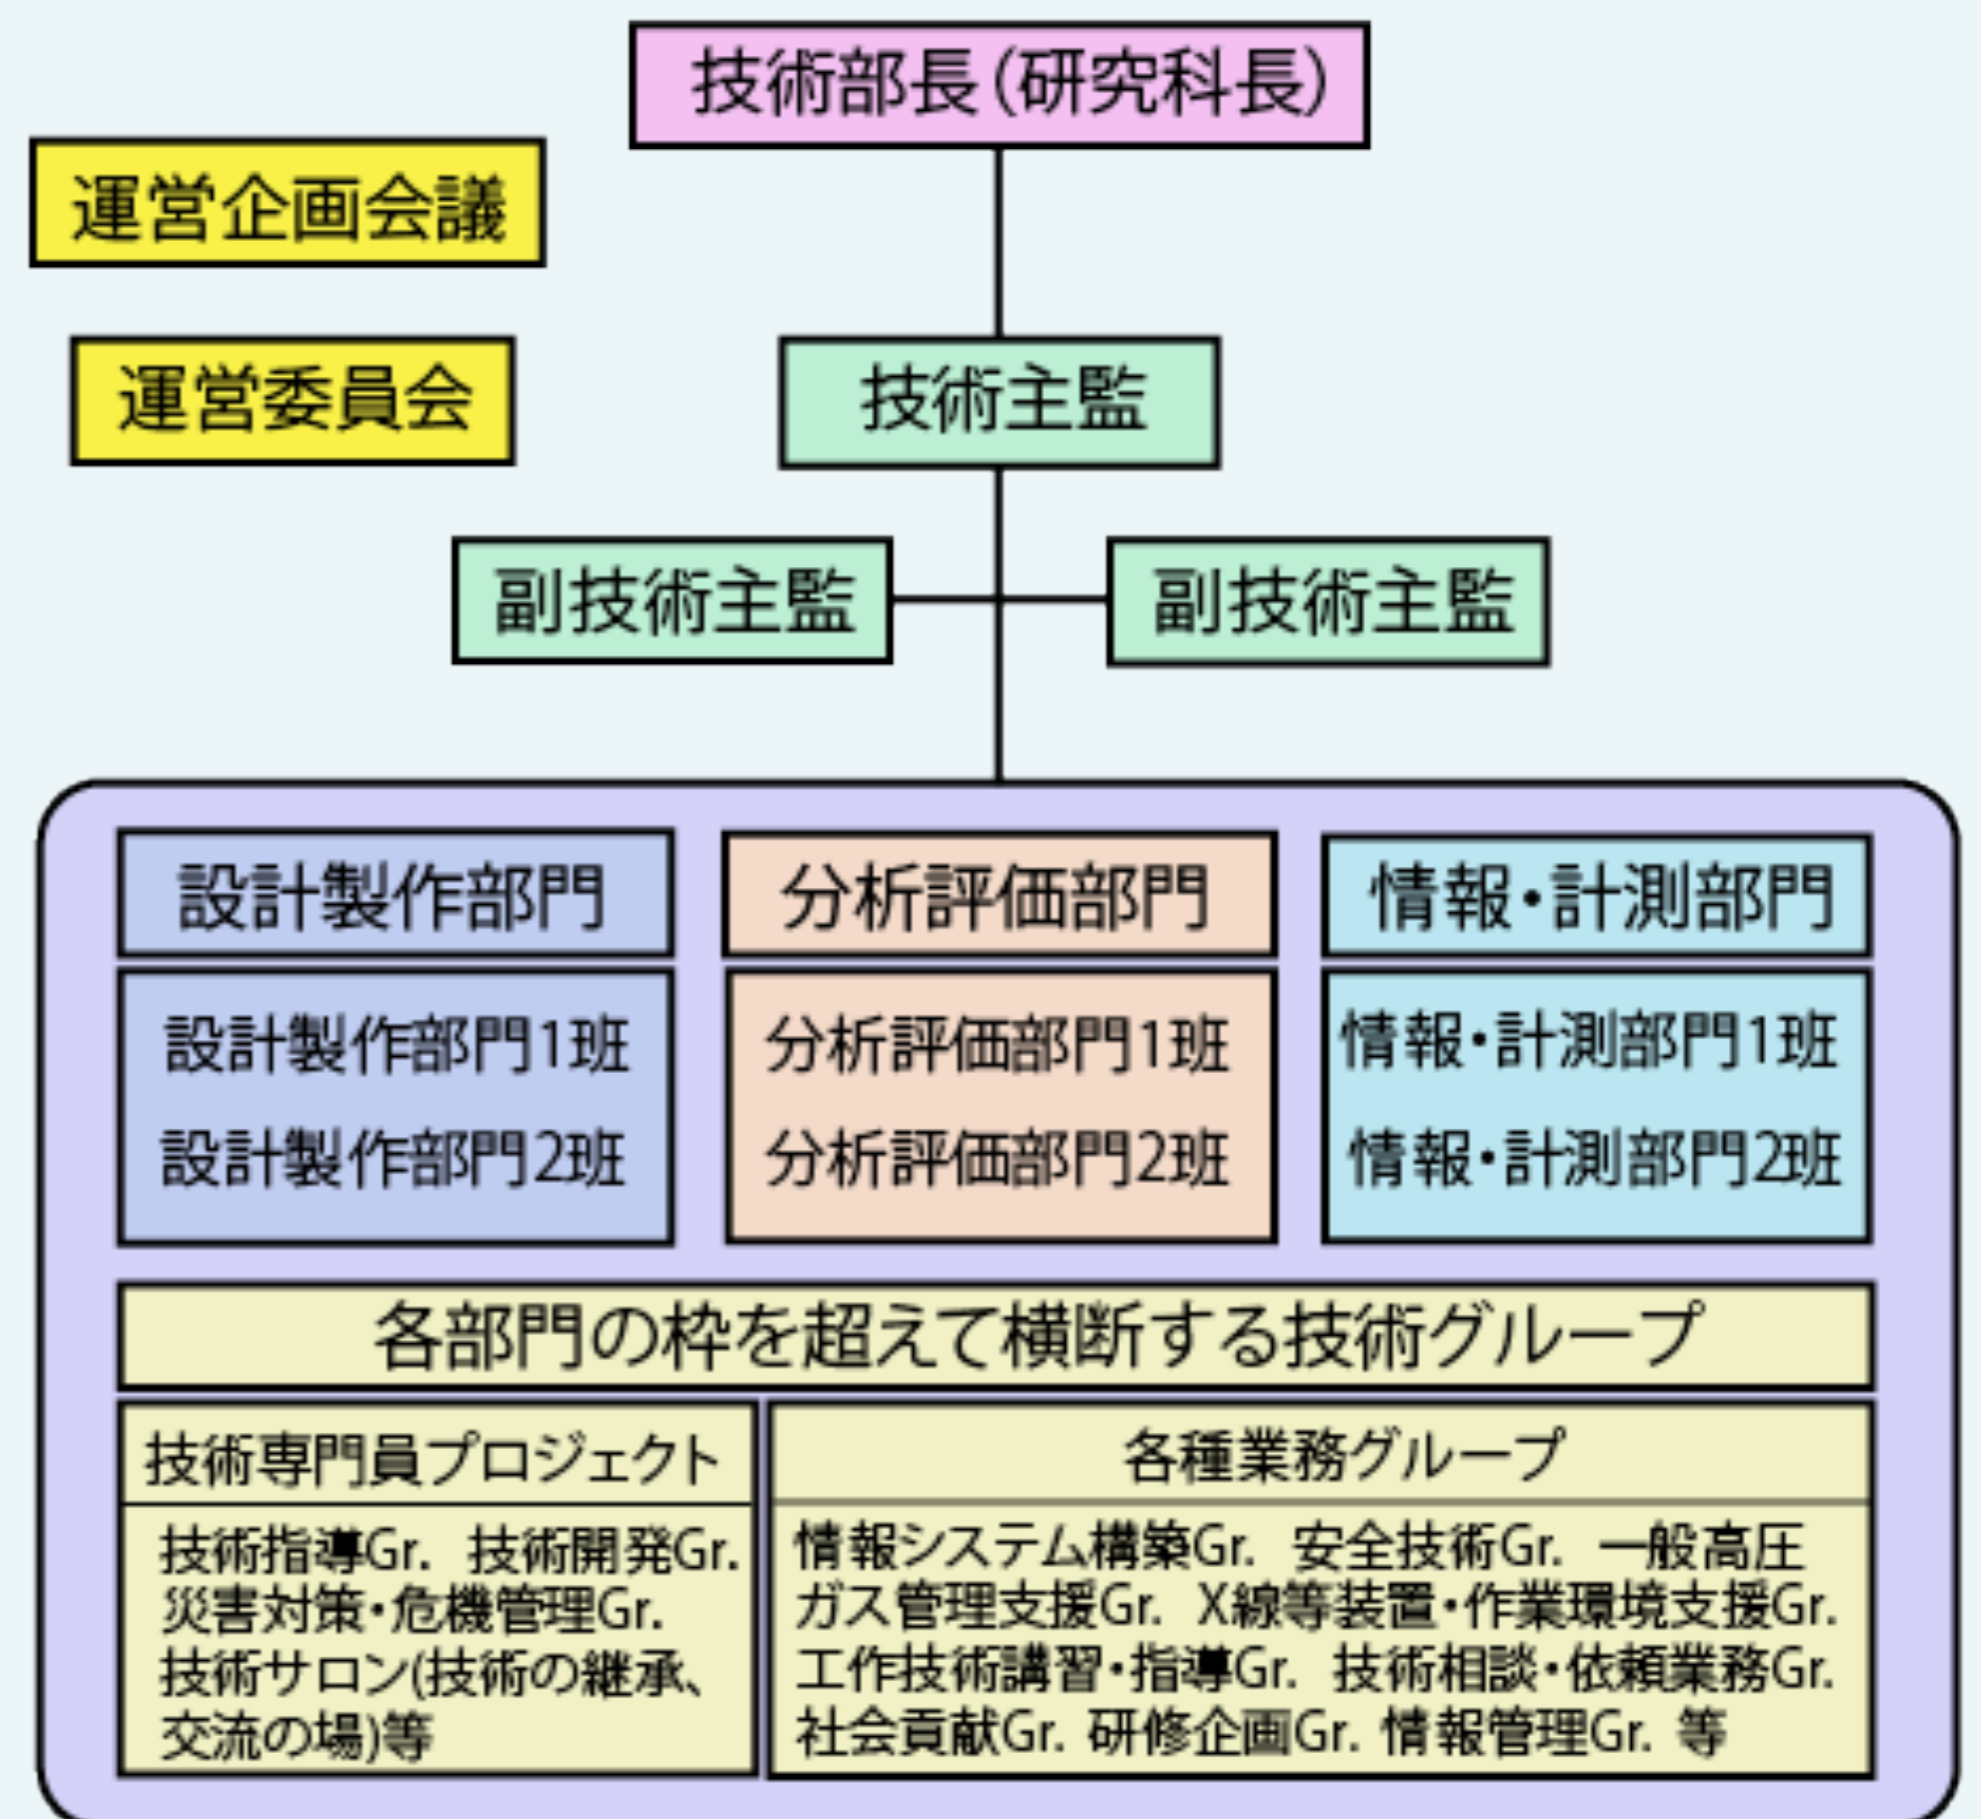 技術部長（研究科長）
運営企画会議
運営委員会
技術主監
副技術主監
副技術主監
設計製作部門
分析評価部門
情報・計測部門
設計製作部門1班
設計製作部門2班
分析評価部門1班
分析評価部門2班
情報・計測部門1班
情報・計測部門2班
各部門の枠を超えて横断する技術グループ
技術専門員プロジェクト
技術指導Gr. 技術開発Gr.
災害対策・危機管理Gr.
技術サロン(技術の継承、
交流の場)等
各種業務グループ
情報システム構築Gr. 安全技術Gr. 一般高圧
ガス管理支援Gr. X線等装置・作業環境支援Gr.
工作技術講習・指導Gr. 技術相談・依頼業務Gr.
社会貢献Gr. 研修企画Gr. 情報管理Gr. 等